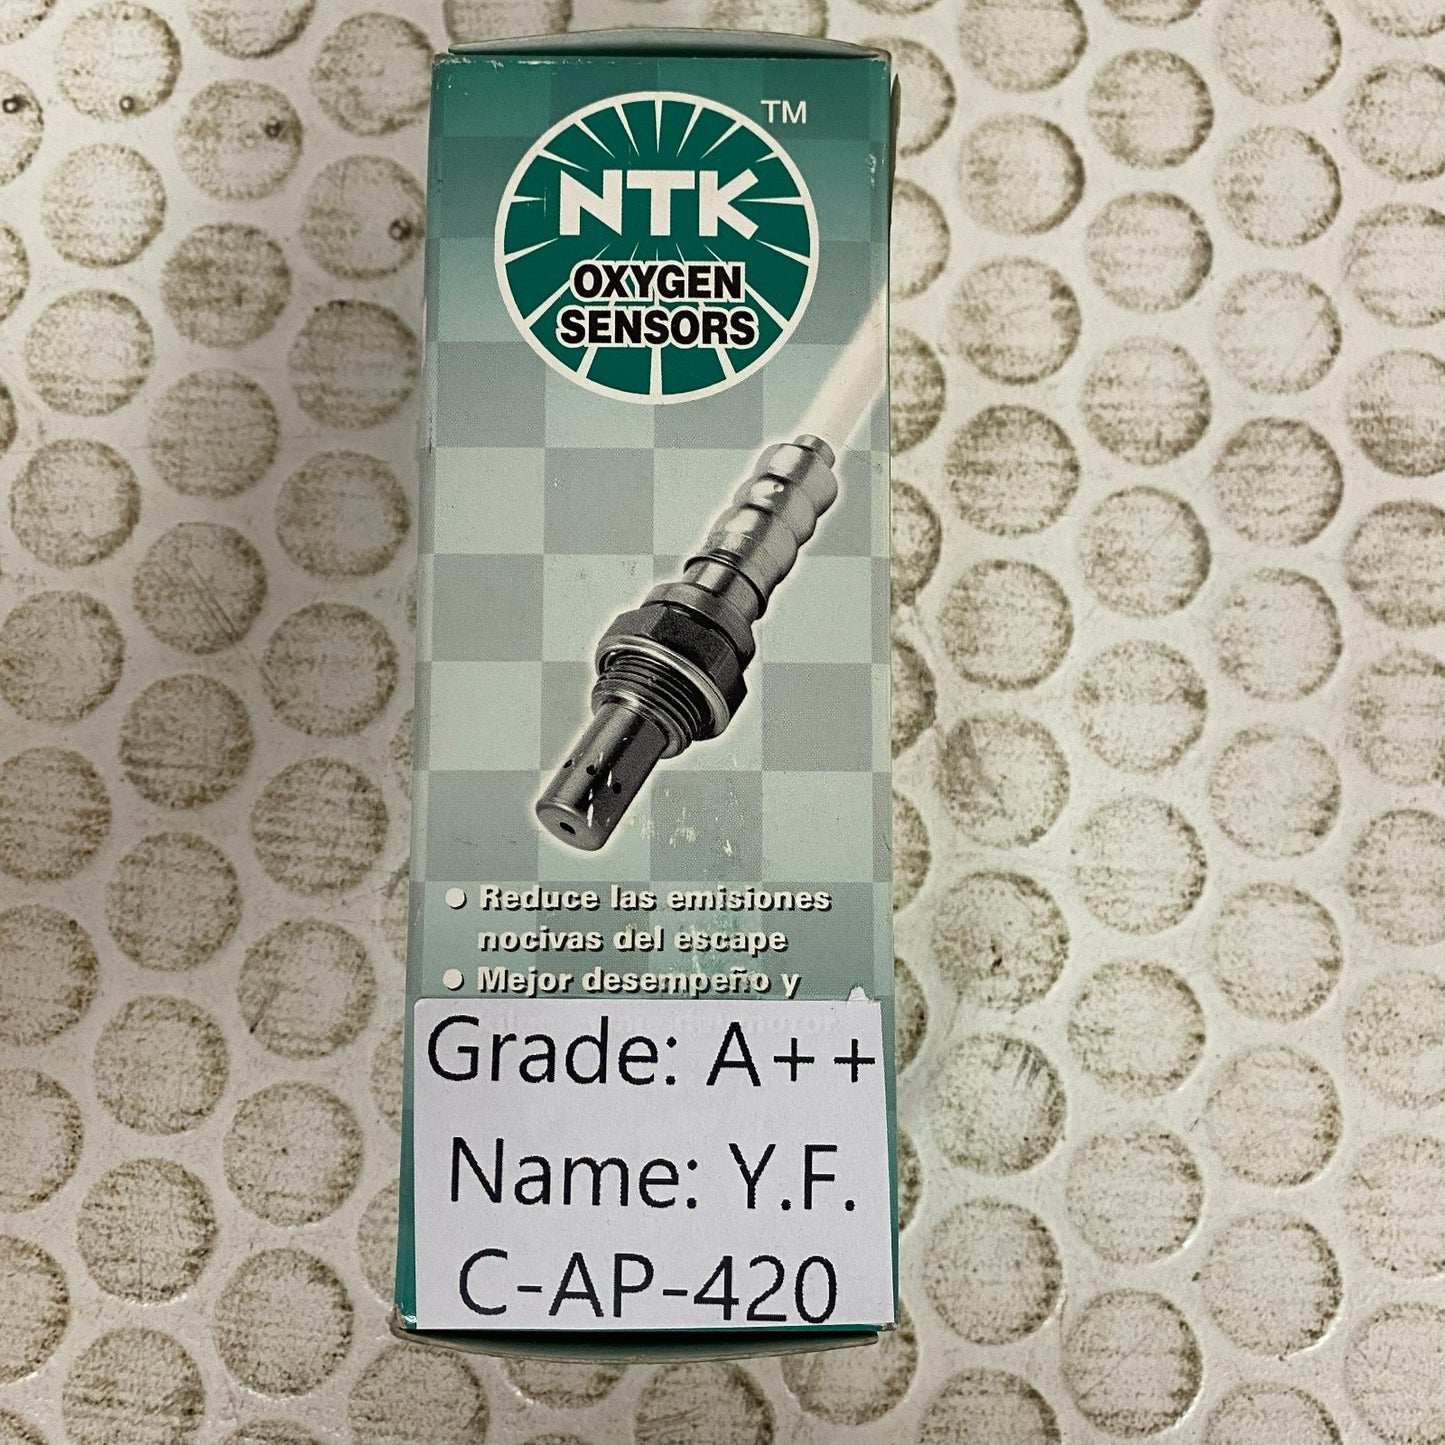 TM
NTK
OXYGEN
SENSORS
● Reduce las emisiones
nocivas del escape
● Mejor desempeño y
Grade: A++
Name: Y.F.
C-AP-420